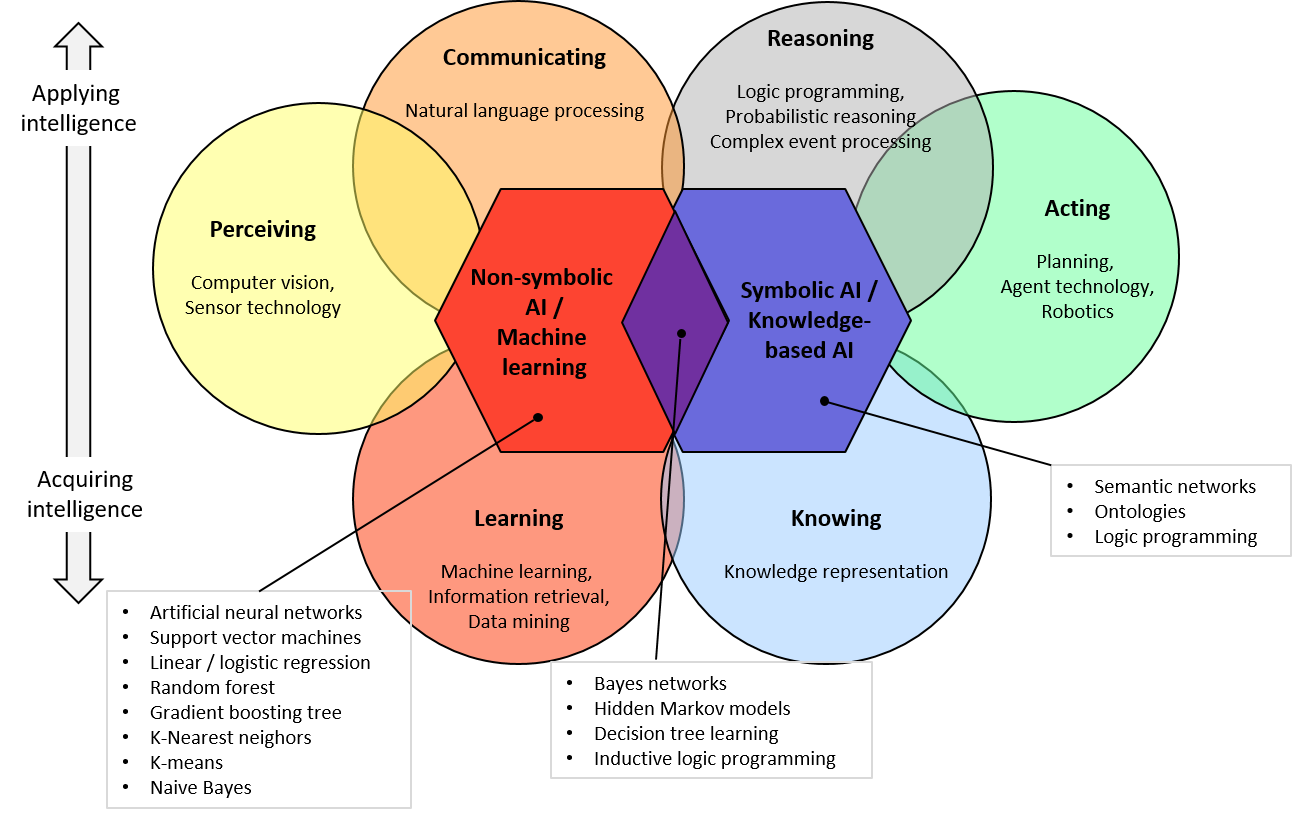 Applying
intelligence
Acquiring
intelligence
Communicating
Natural language processing
Reasoning
Logic programming,
Probabilistic reasoning
Complex event processing
Perceiving
Computer vision,
Sensor technology
Acting
Planning,
Agent technology,
Robotics
Non-symbolic
AI /
Machine
learning
Symbolic AI /
Knowledge-
based AI
Learning
Machine learning,
Information retrieval,
Data mining
Knowing
Knowledge representation
• Semantic networks
• Ontologies
• Logic programming
• Artificial neural networks
• Support vector machines
• Linear / logistic regression
• Random forest
• Gradient boosting tree
• K-Nearest neighors
• K-means
• Naive Bayes
• Bayes networks
• Hidden Markov models
• Decision tree learning
• Inductive logic programming